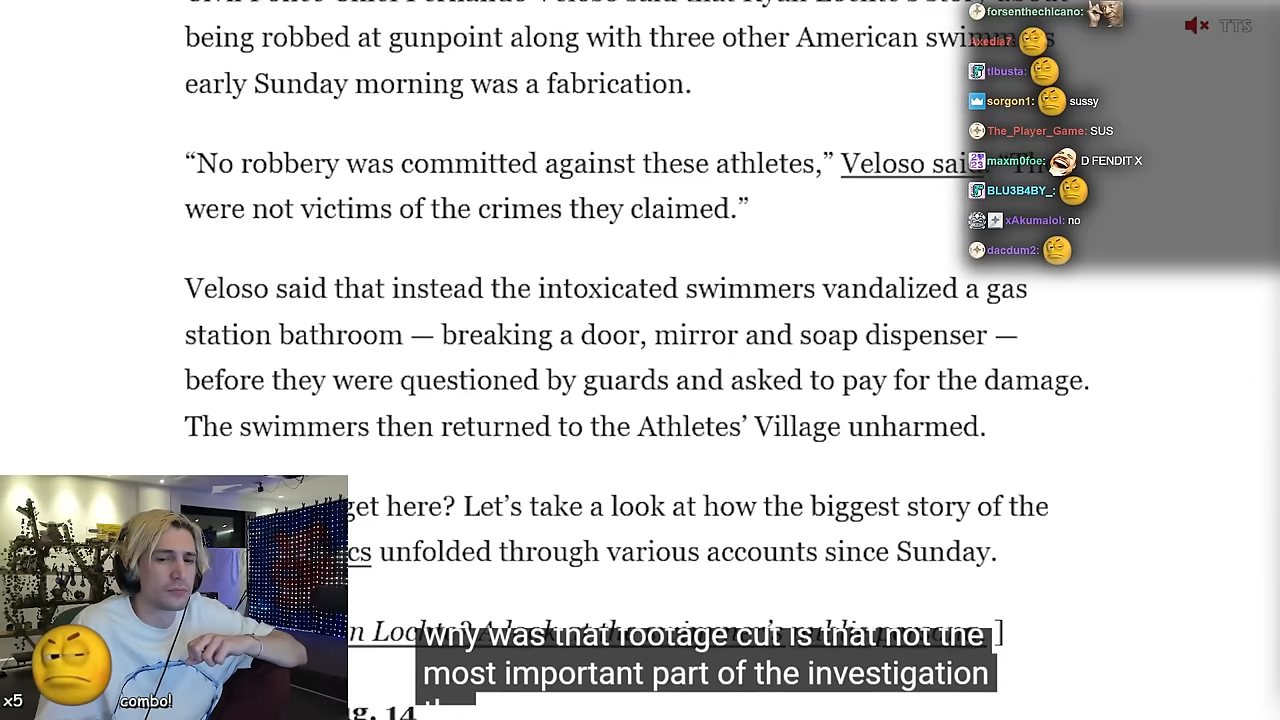 being robbed at gunpoint along with three other American swimmers
early Sunday morning was a fabrication.
“No robbery was committed against these athletes,” Veloso said.
were not victims of the crimes they claimed.”
Veloso said that instead the intoxicated swimmers vandalized a gas
station bathroom — breaking a door, mirror and soap dispenser —
before they were questioned by guards and asked to pay for the damage.
The swimmers then returned to the Athletes’ Village unharmed.
get here? Let’s take a look at how the biggest story of the
cs unfolded through various accounts since Sunday.
]
g. 14
forsenthechicano:
Axedia7:
tlbusta:
sorgon1: sussy
The_Player_Game: SUS
maxm0foe: D FENDIT X
BLU3B4BY_:
xAkumalol: no
dacdum2:
TTS
why was that footage cut is that not the
most important part of the investigation
x5
combo!